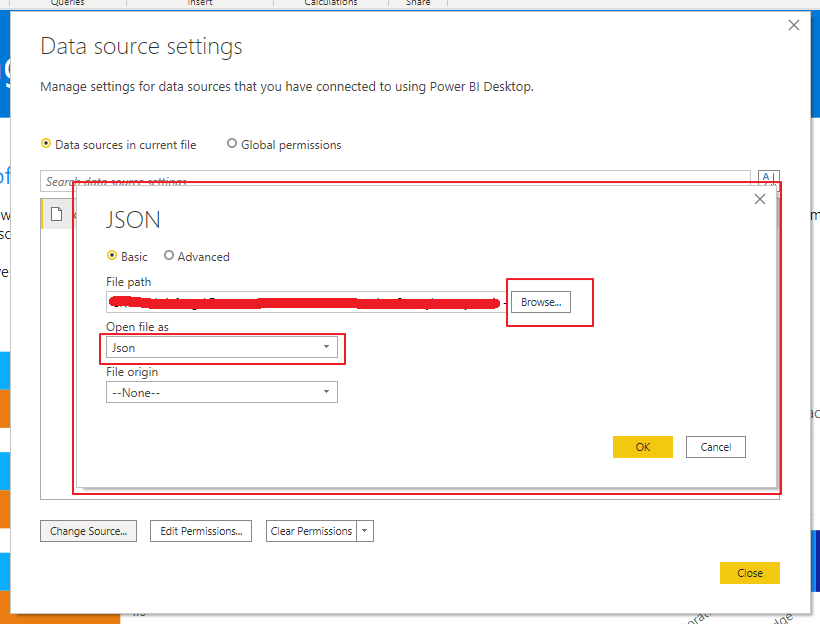 Queries Insert Calculations Share
Data source settings
Manage settings for data sources that you have connected to using Power BI Desktop.
Data sources in current file Global permissions
Search data source settings
JSON
Basic Advanced
File path
Browse...
Open file as
Json
File origin
--None--
OK Cancel
Change Source... Edit Permissions... Clear Permissions
Close